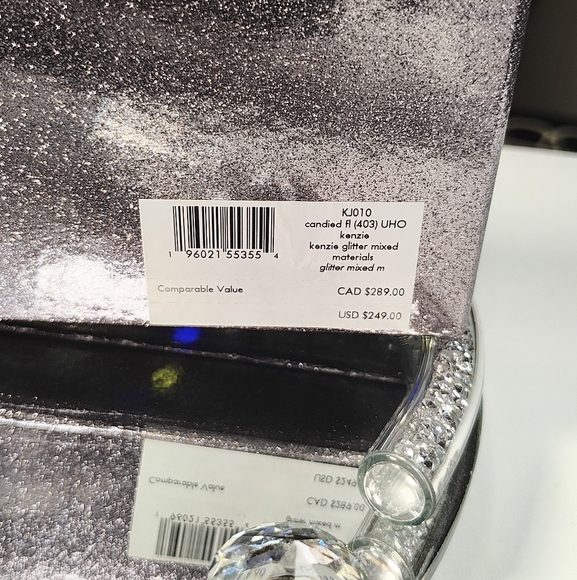 KJ010
candied fl (403) UHO
kenzie
kenzie glitter mixed
materials
glitter mixed m
1 96021 55355 4
Comparable Value CAD $289.00
USD $249.00